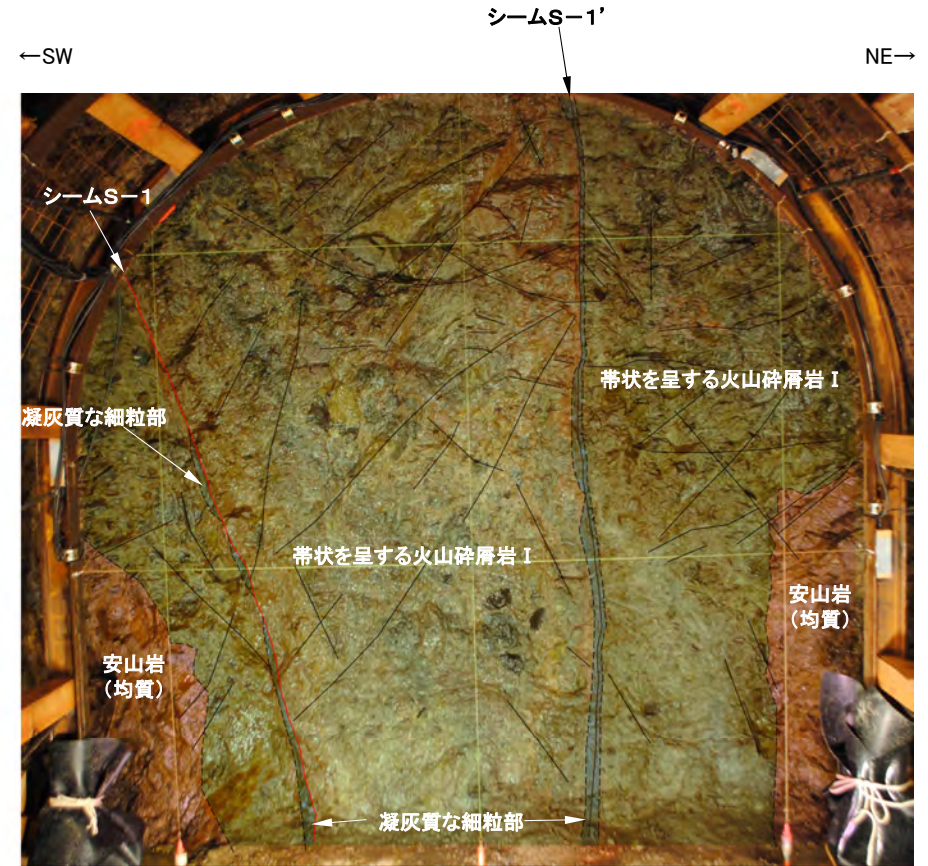 シームS-1’
←SW
NE→
シームS-1
帯状を呈する火山砕屑岩Ⅰ
凝灰質な細粒部
帯状を呈する火山砕屑岩Ⅰ
安山岩
(均質)
安山岩
(均質)
凝灰質な細粒部